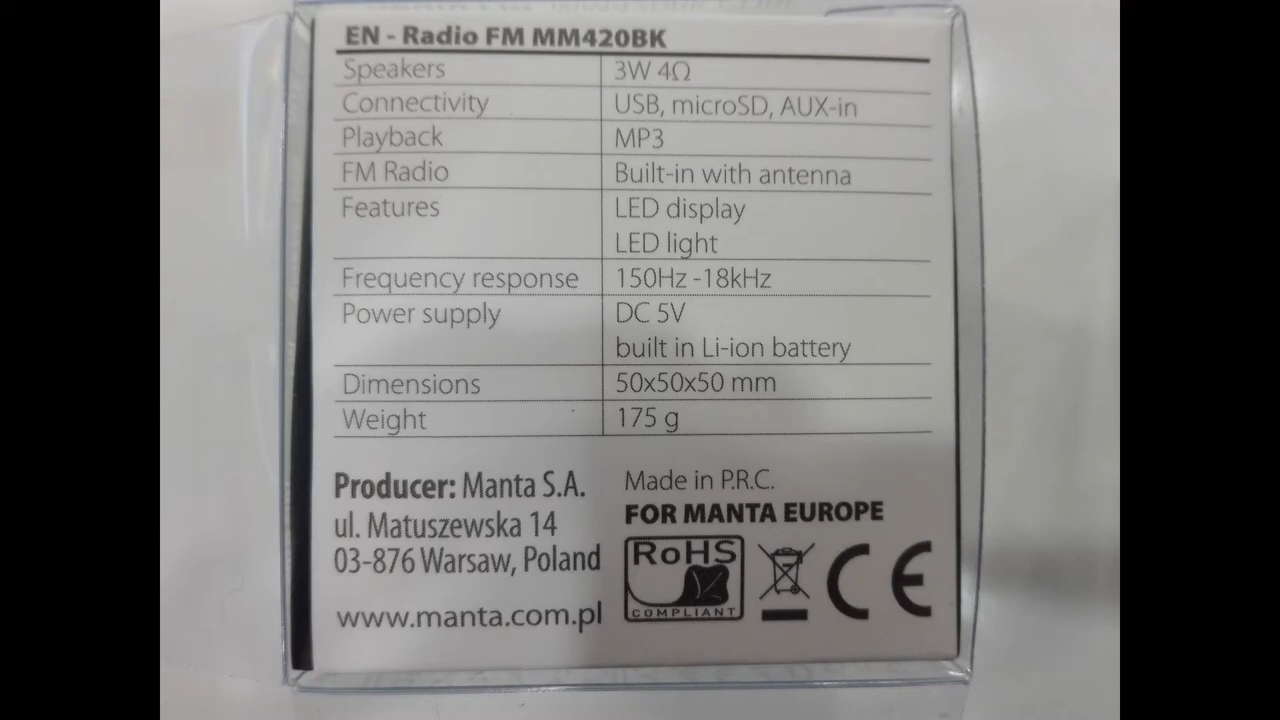 EN - Radio FM MM420BK
Speakers 3W 4Ω
Connectivity USB, microSD, AUX-in
Playback MP3
FM Radio Built-in with antenna
Features LED display
LED light
Frequency response 150Hz -18kHz
Power supply DC 5V
built in Li-ion battery
Dimensions 50x50x50 mm
Weight 175 g
Producer: Manta S.A.
ul. Matuszewska 14
03-876 Warsaw, Poland
www.manta.com.pl
Made in P.R.C.
FOR MANTA EUROPE
RoHS
COMPLIANT
CE